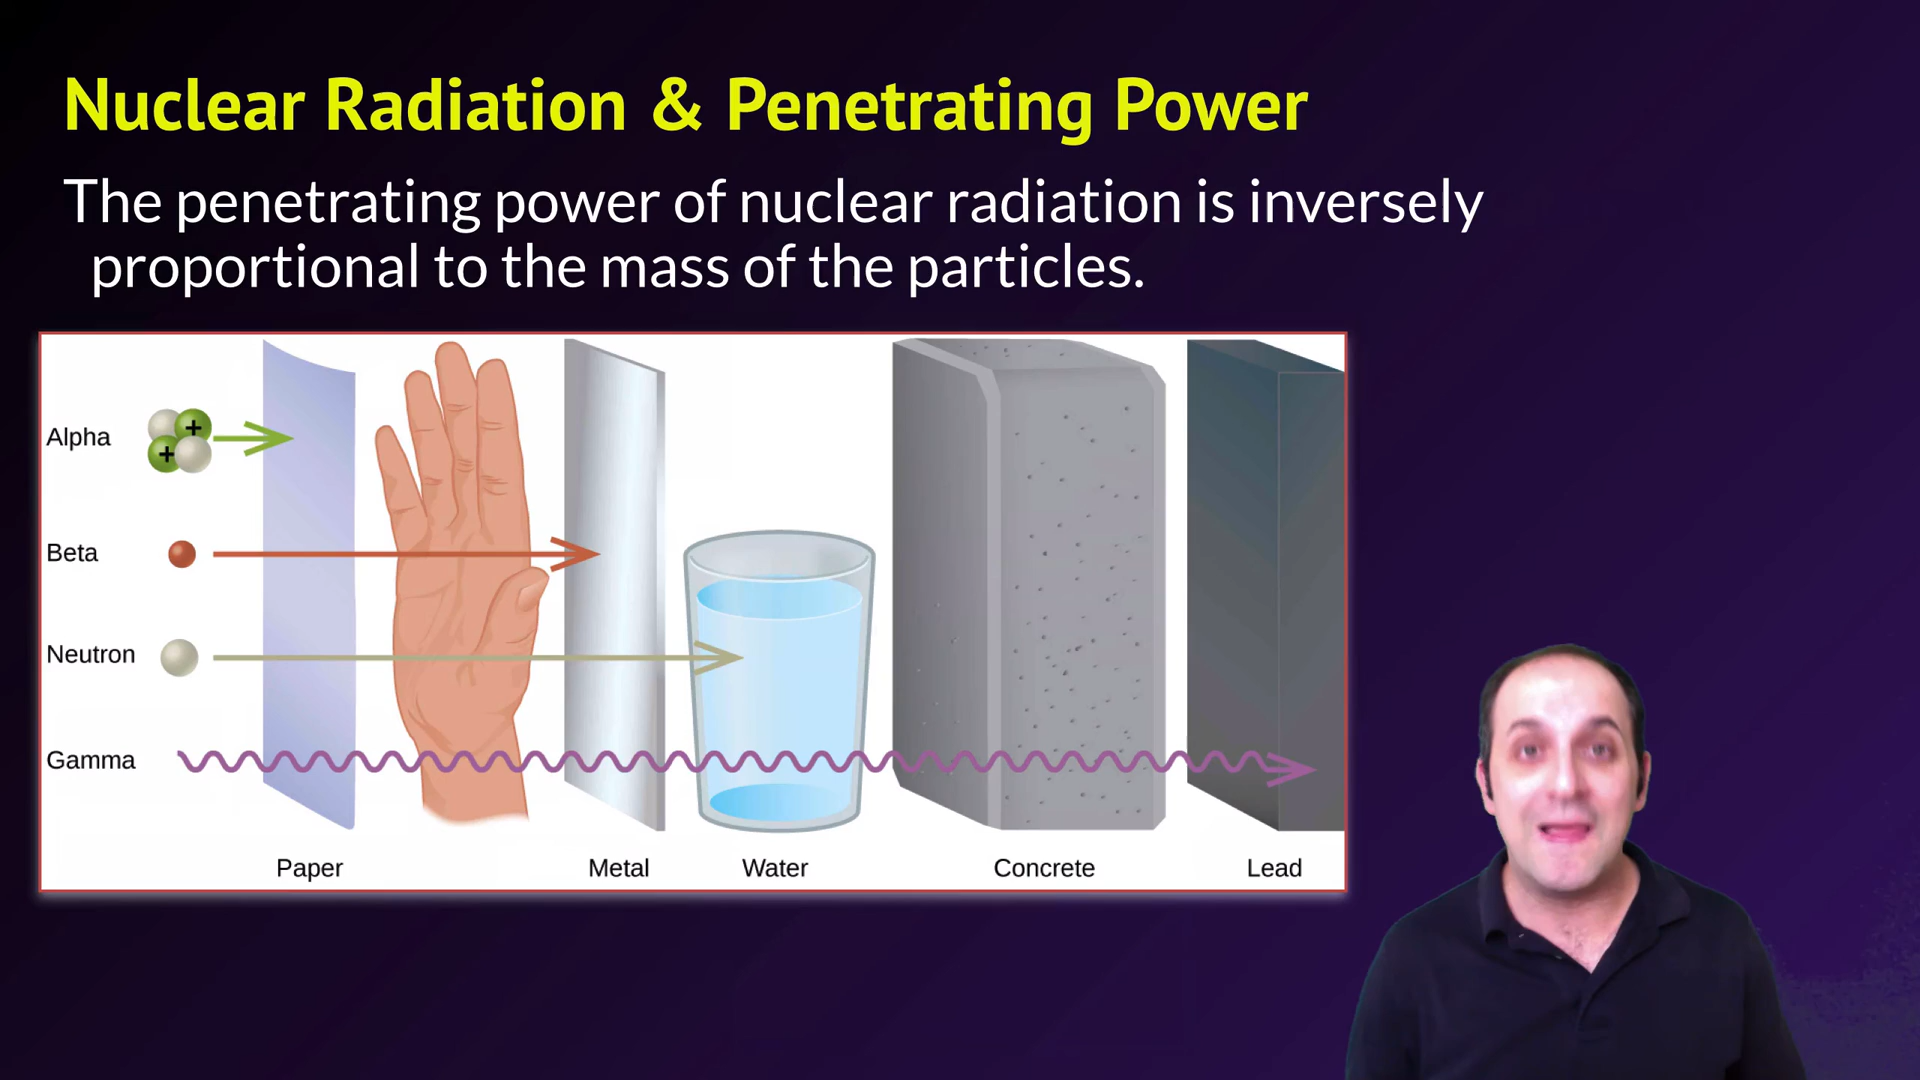 Nuclear Radiation & Penetrating Power
The penetrating power of nuclear radiation is inversely
proportional to the mass of the particles.
Alpha
+
+
Beta
Neutron
Gamma
Paper
Metal
Water
Concrete
Lead